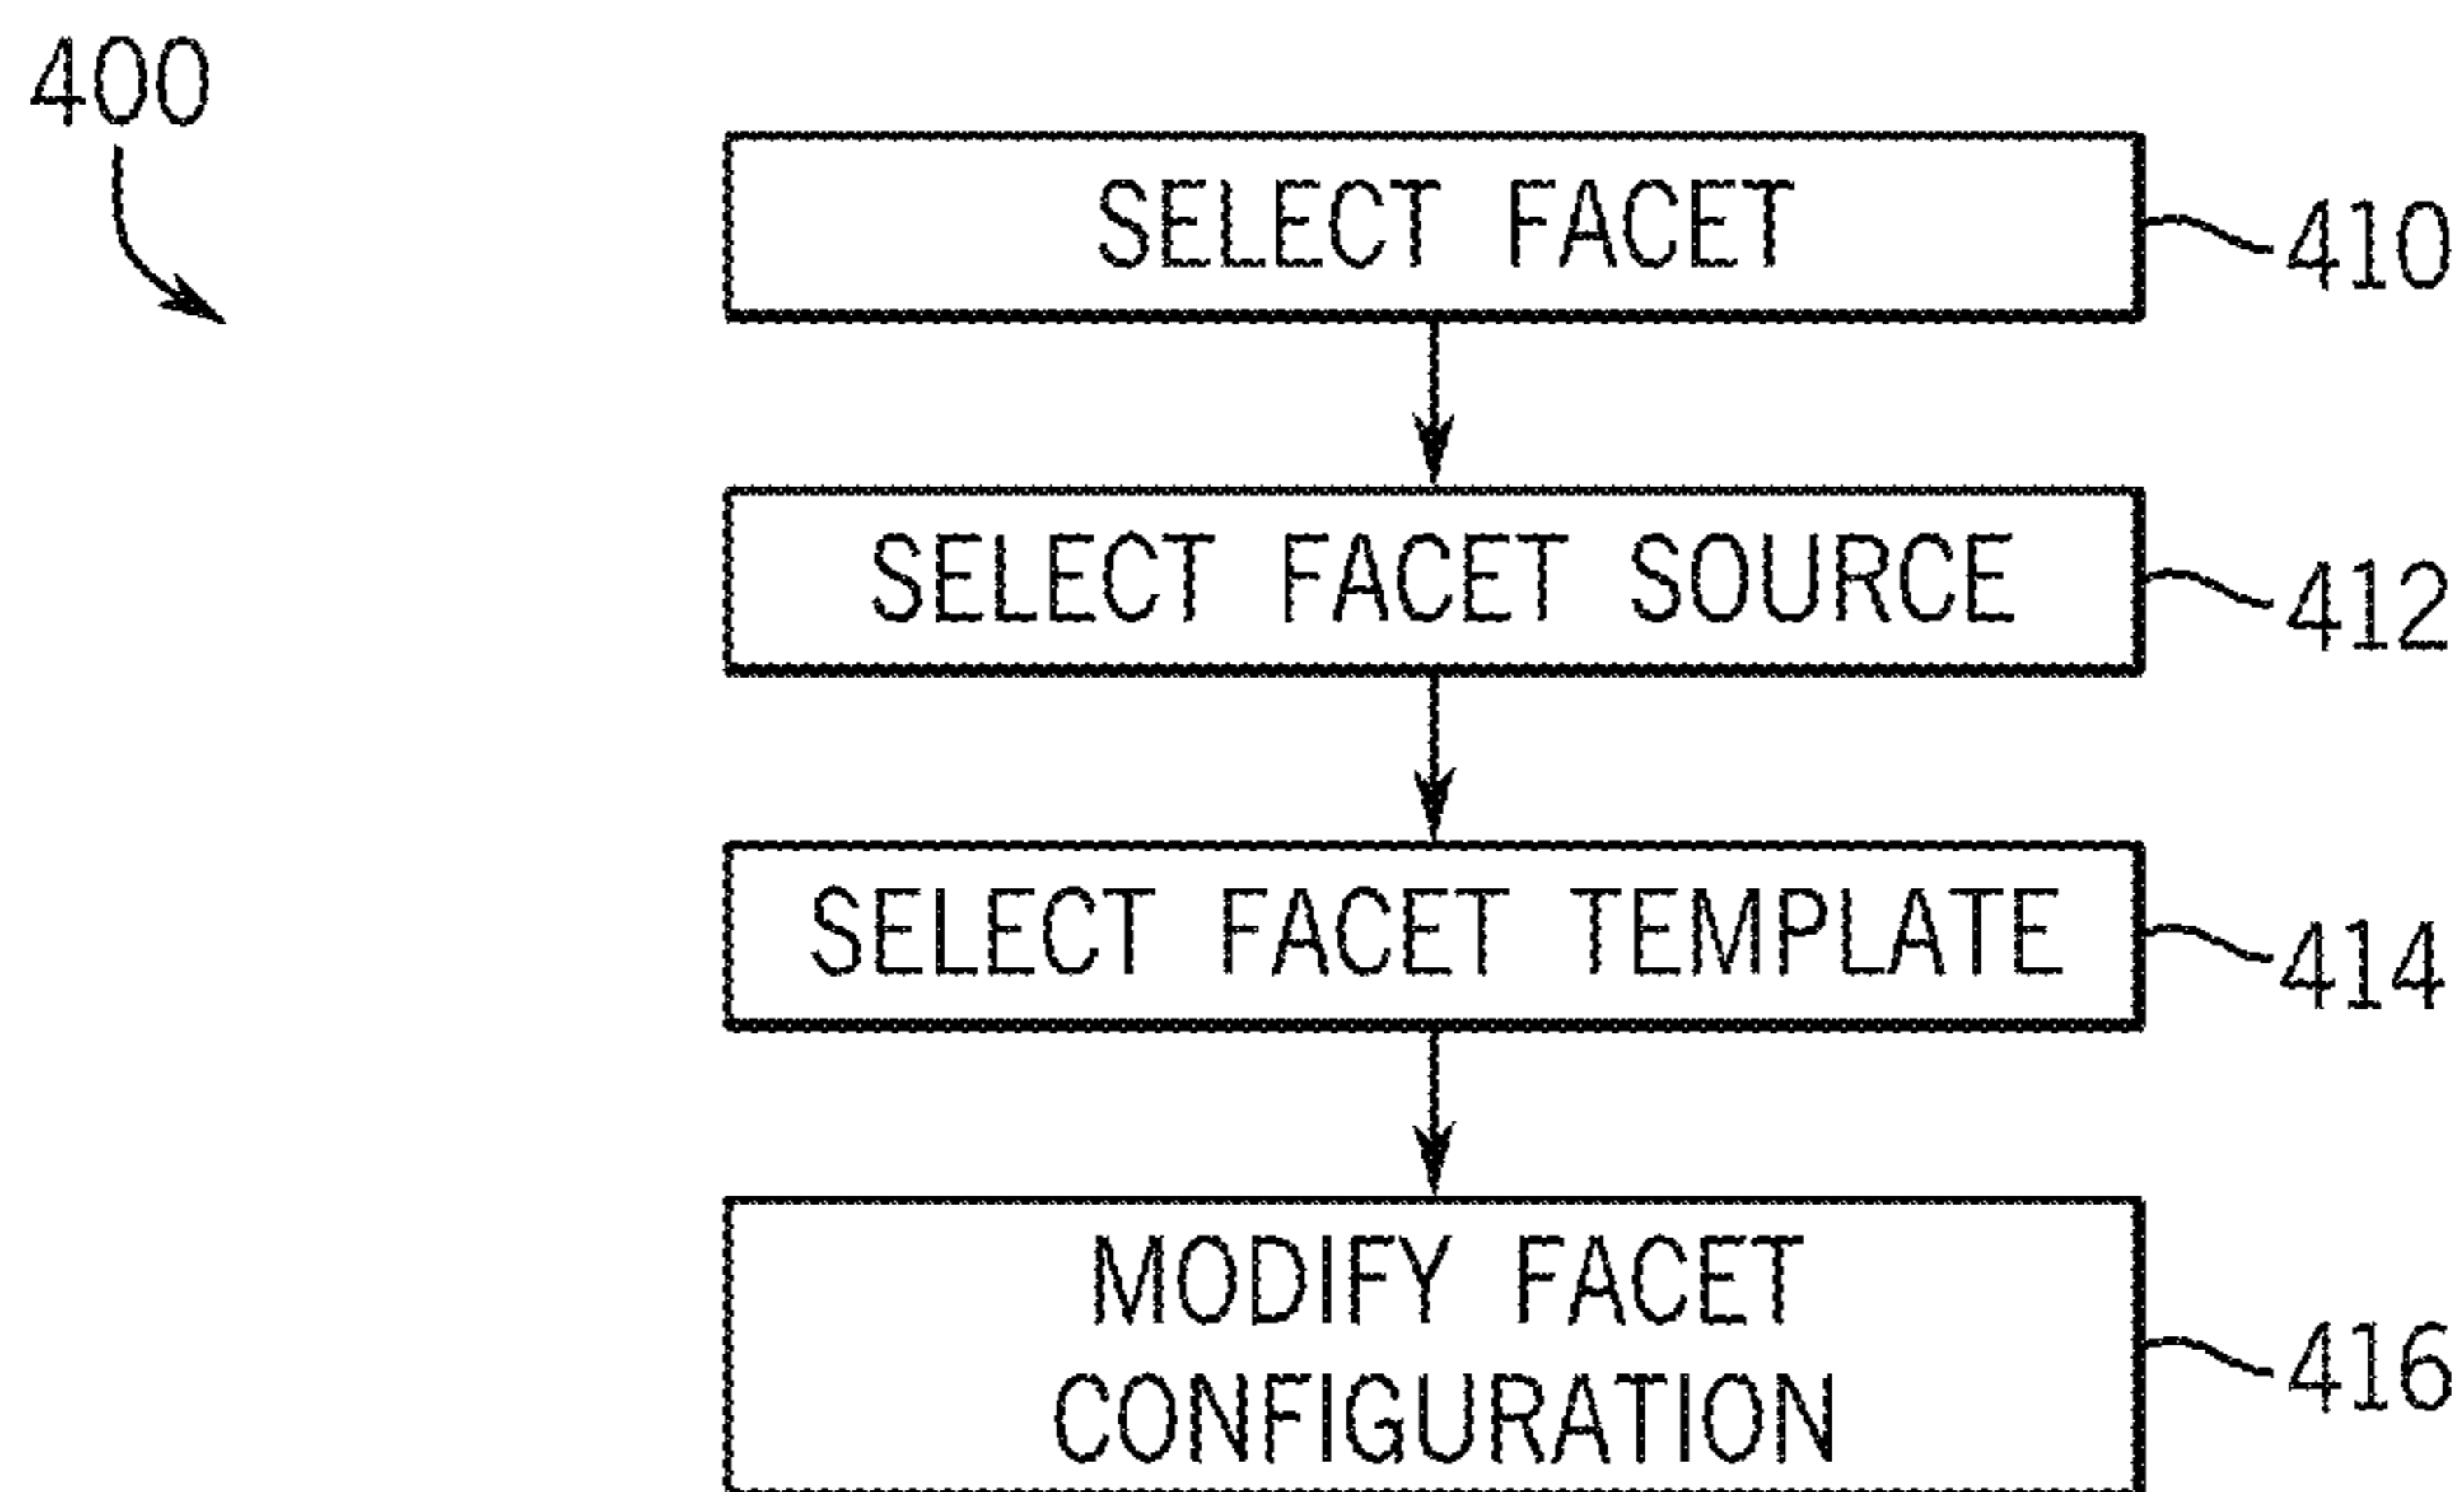 400
SELECT FACET
410
SELECT FACET SOURCE
412
SELECT FACET TEMPLATE
414
MODIFY FACET
CONFIGURATION
416